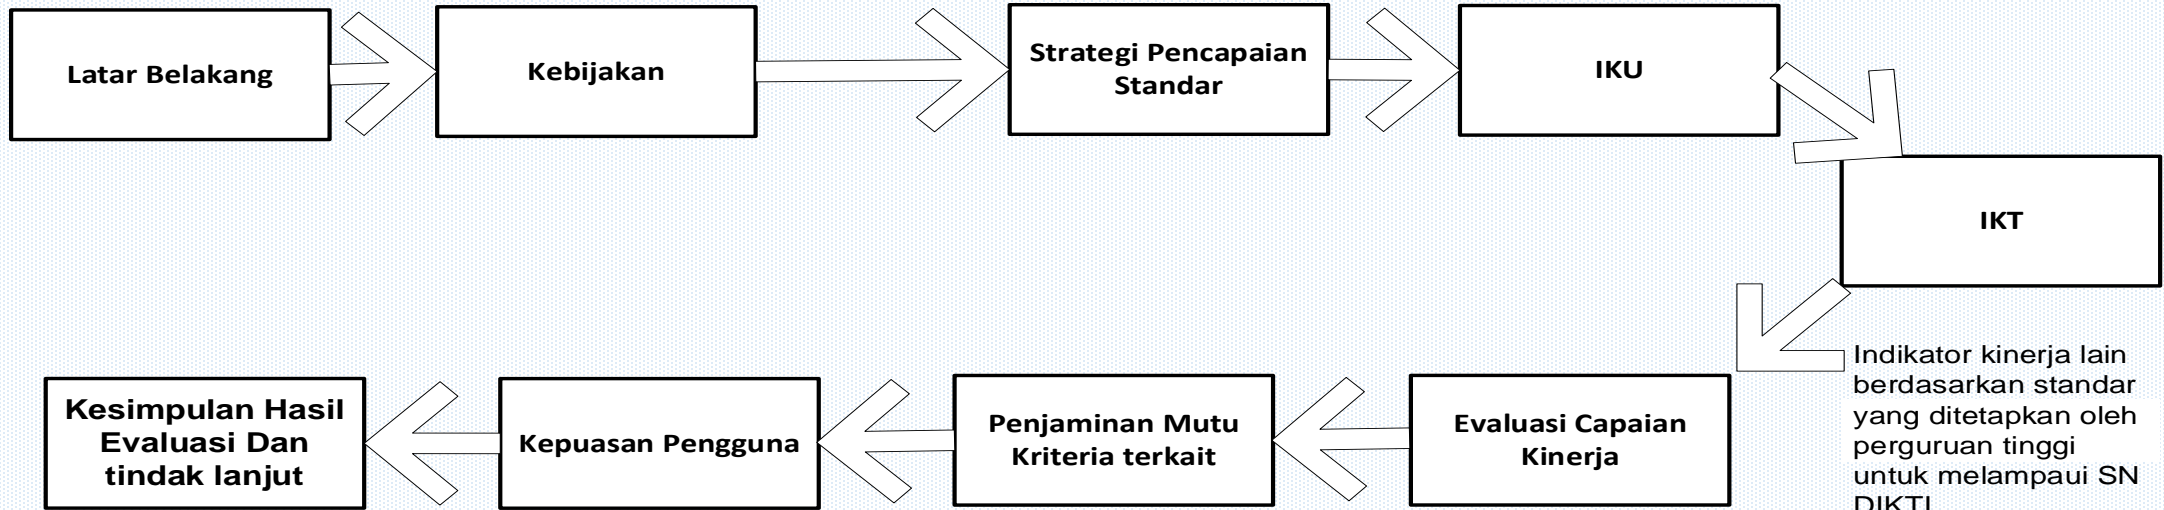 Latar Belakang
Kebijakan
Strategi Pencapaian
Standar
IKU
IKT
Indikator kinerja lain
berdasarkan standar
yang ditetapkan oleh
perguruan tinggi
untuk melampaui SN
DIKTI
Evaluasi Capaian
Kinerja
Penjaminan Mutu
Kriteria terkait
Kepuasan Pengguna
Kesimpulan Hasil
Evaluasi Dan
tindak lanjut